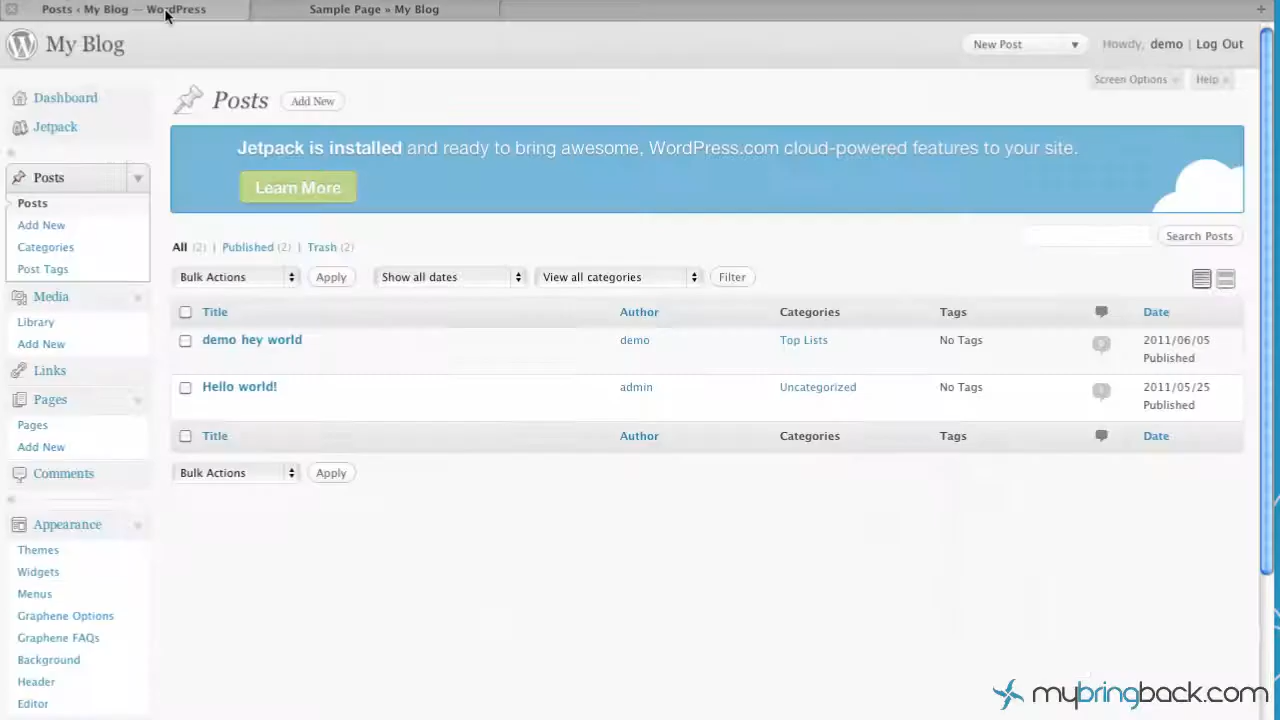 Posts ‹ My Blog — WordPress
Sample Page » My Blog
My Blog
New Post
Howdy, demo | Log Out
Screen Options
Help
Dashboard
Jetpack
Posts
Posts
Add New
Categories
Post Tags
Media
Library
Add New
Links
Pages
Pages
Add New
Comments
Appearance
Themes
Widgets
Menus
Graphene Options
Graphene FAQs
Background
Header
Editor
Posts
Add New
Jetpack is installed and ready to bring awesome, WordPress.com cloud-powered features to your site.
Learn More
All (2) | Published (2) | Trash (2)
Search Posts
Bulk Actions
Apply
Show all dates
View all categories
Filter
Title Author Categories Tags Date
demo hey world demo Top Lists No Tags 2011/06/05
Published
Hello world! admin Uncategorized No Tags 2011/05/25
Published
Title Author Categories Tags Date
Bulk Actions
Apply
mybringback.com